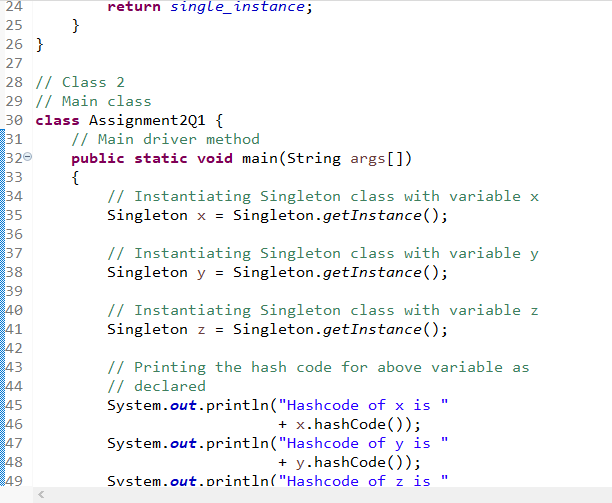 24 return single_instance;
25 }
26 }
27
28 // Class 2
29 // Main class
30 class Assignment2Q1 {
31 // Main driver method
32 public static void main(String args[])
33 {
34 // Instantiating Singleton class with variable x
35 Singleton x = Singleton.getInstance();
36
37 // Instantiating Singleton class with variable y
38 Singleton y = Singleton.getInstance();
39
40 // Instantiating Singleton class with variable z
41 Singleton z = Singleton.getInstance();
42
43 // Printing the hash code for above variable as
44 // declared
45 System.out.println("Hashcode of x is "
46 + x.hashCode());
47 System.out.println("Hashcode of y is "
48 + y.hashCode());
49 System.out.println("Hashcode of z is "